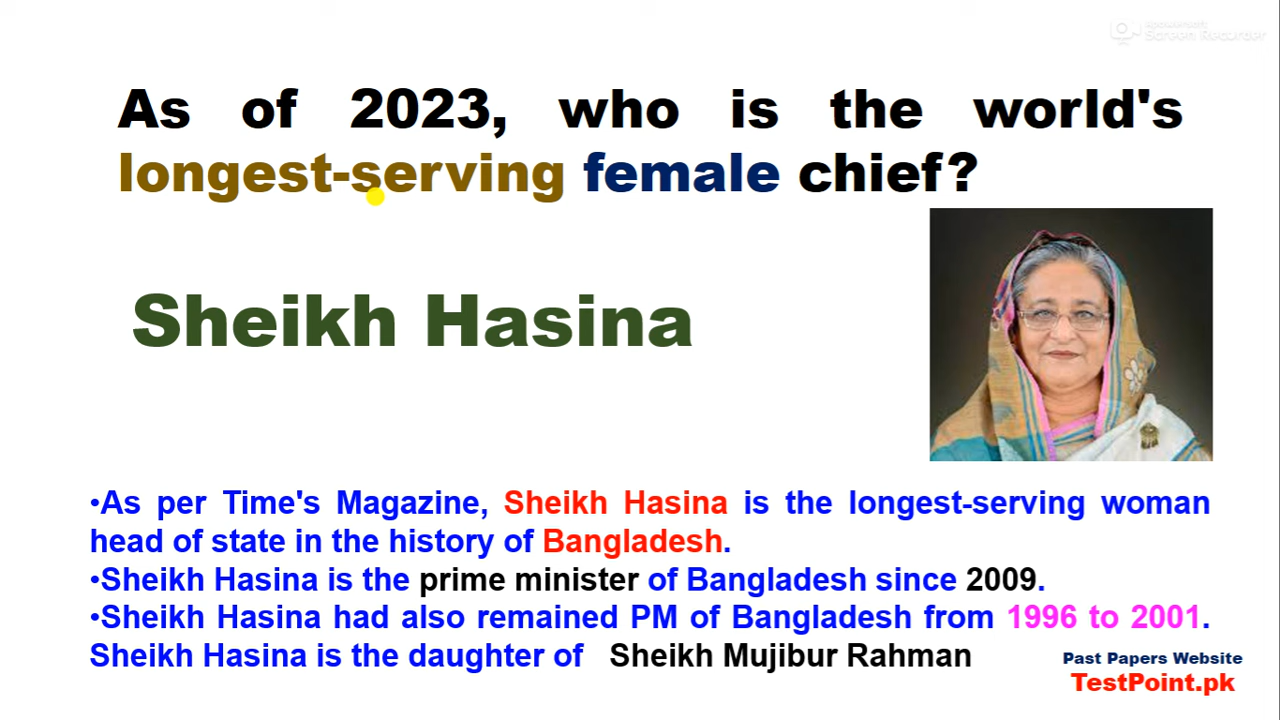 Apowersoft
Screen Recorder
As of 2023, who is the world's
longest-serving female chief?
Sheikh Hasina
•As per Time's Magazine, Sheikh Hasina is the longest-serving woman
head of state in the history of Bangladesh.
•Sheikh Hasina is the prime minister of Bangladesh since 2009.
•Sheikh Hasina had also remained PM of Bangladesh from 1996 to 2001.
Sheikh Hasina is the daughter of Sheikh Mujibur Rahman
Past Papers Website
TestPoint.pk